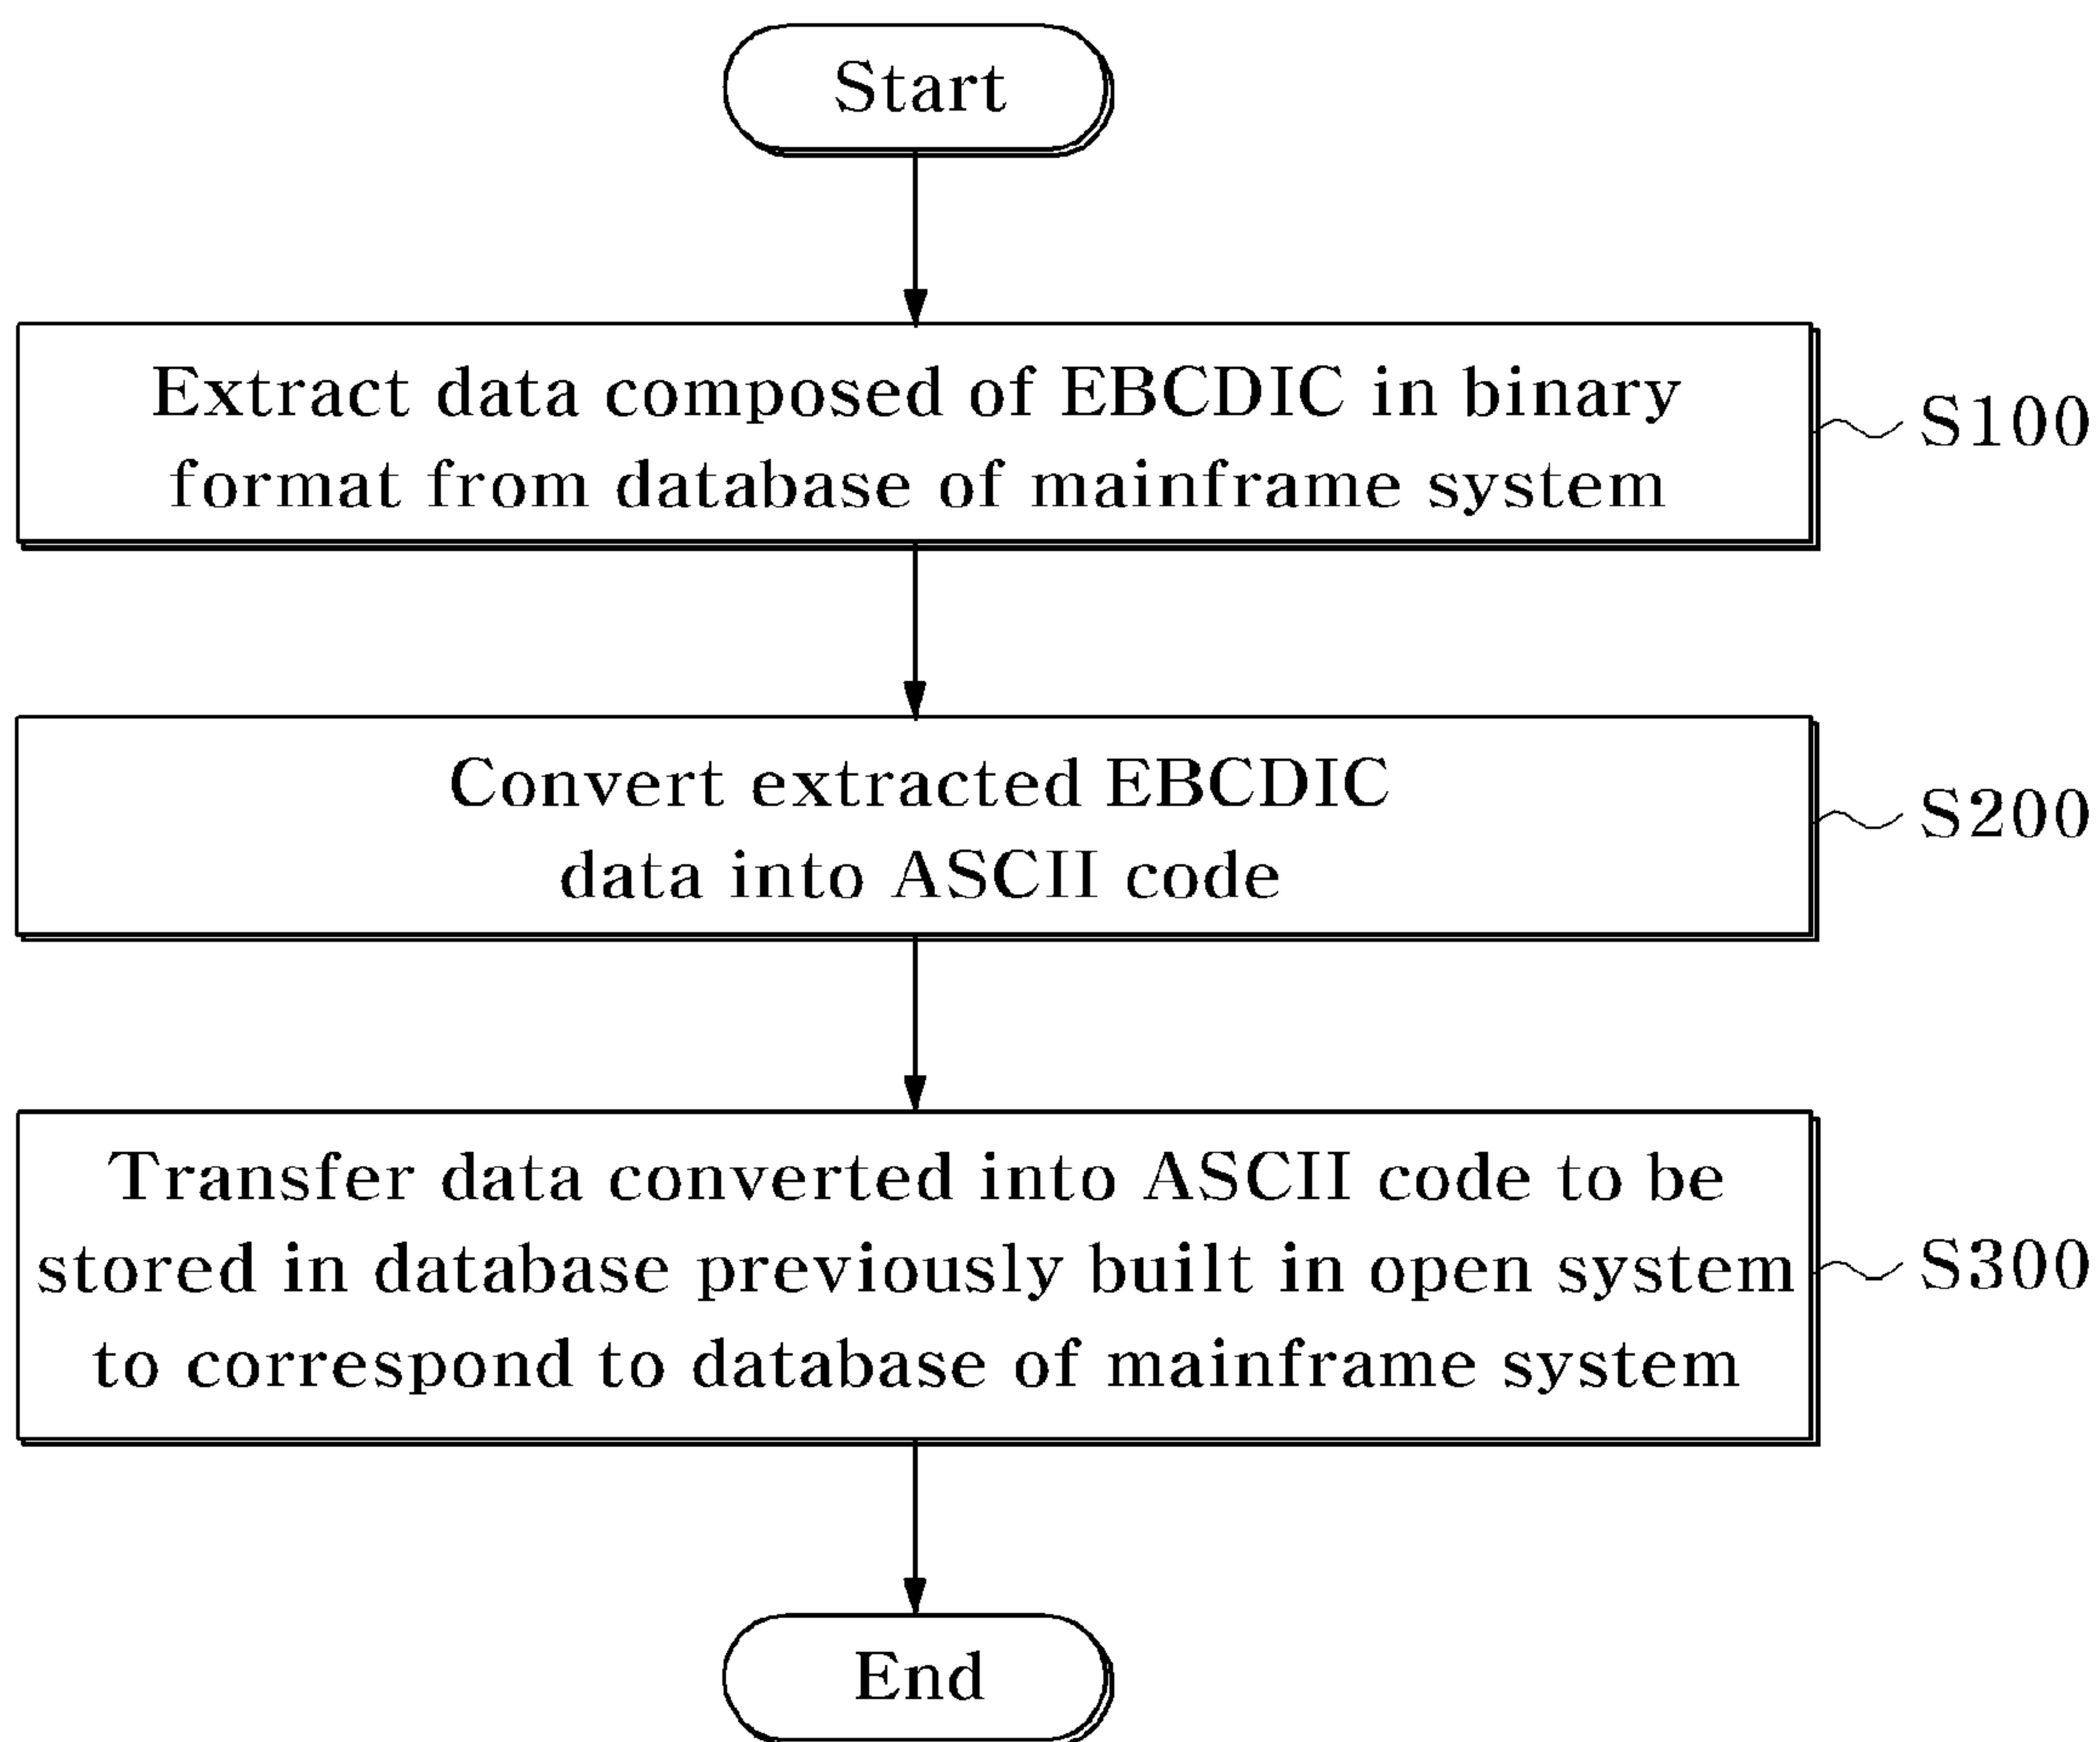 Start
Extract data composed of EBCDIC in binary
format from database of mainframe system
S100
Convert extracted EBCDIC
data into ASCII code
S200
Transfer data converted into ASCII code to be
stored in database previously built in open system
to correspond to database of mainframe system
S300
End